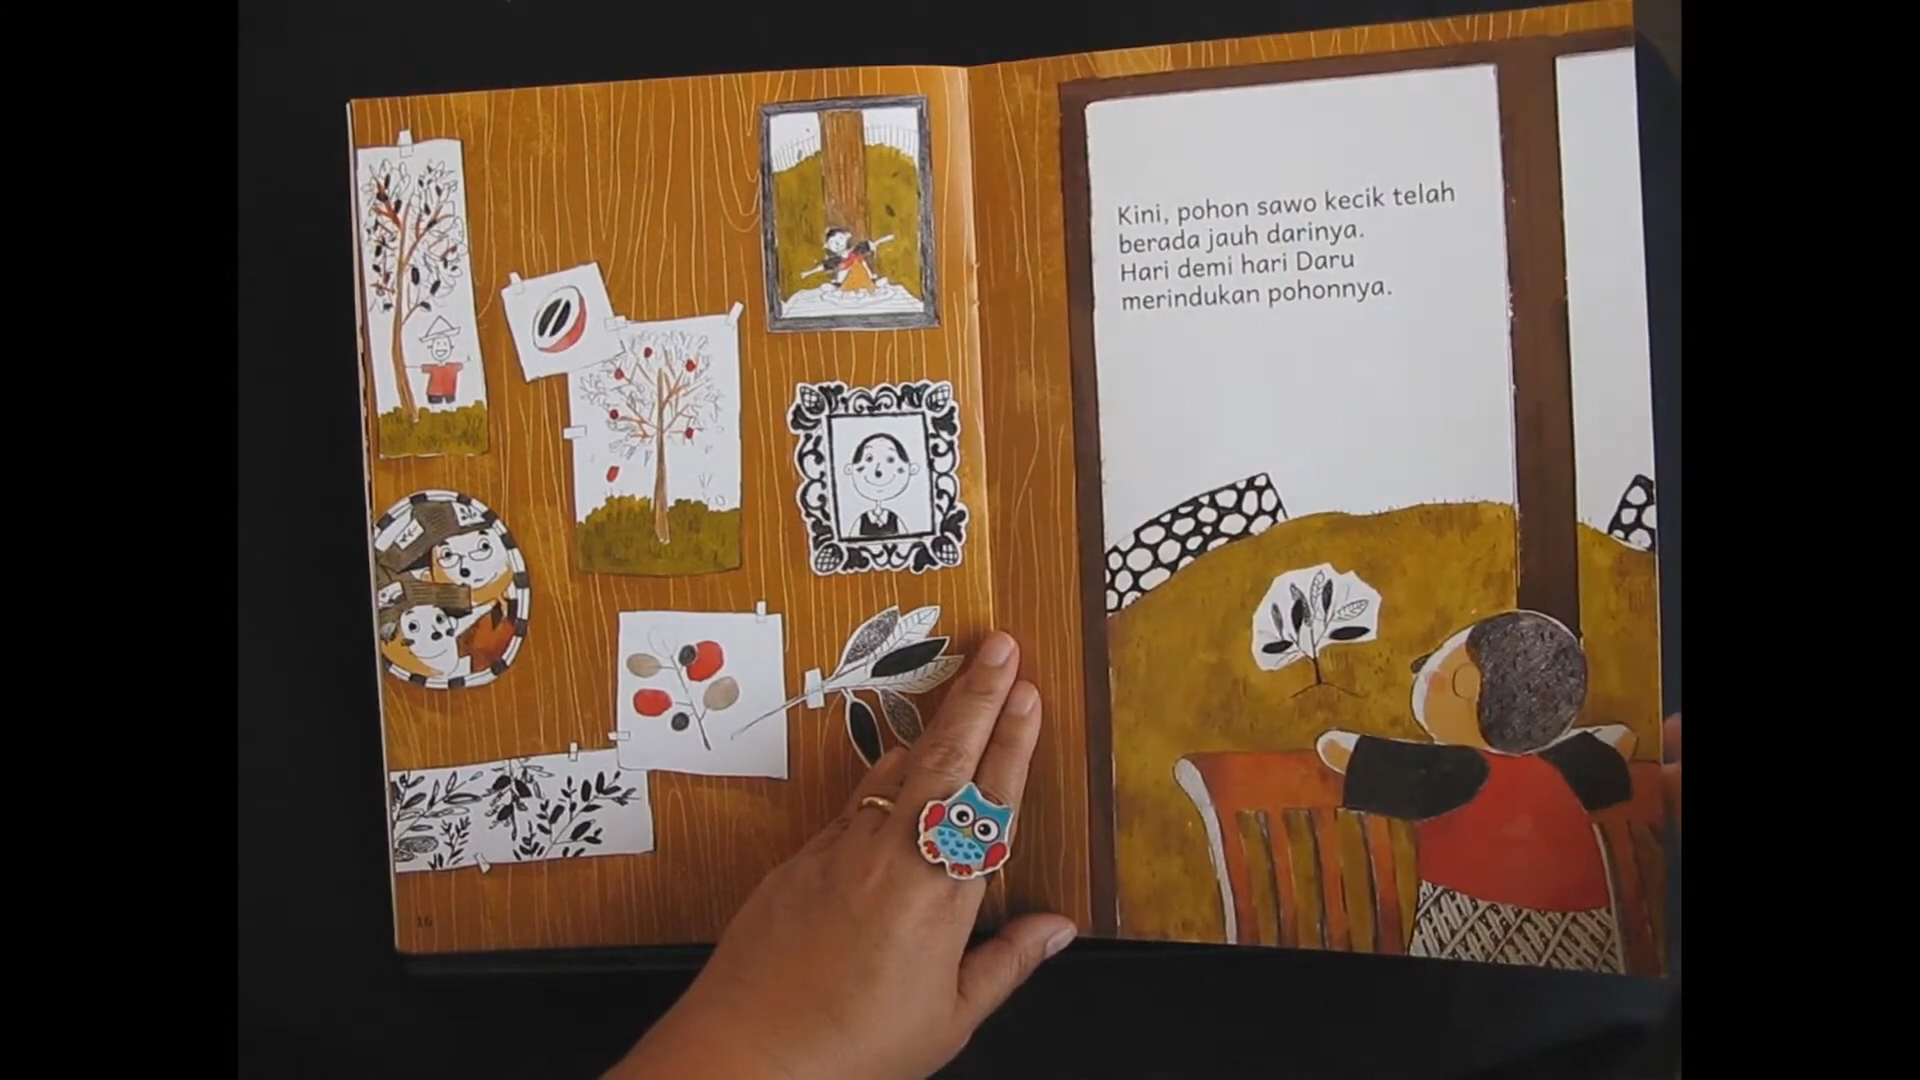 Kini, pohon sawo kecik telah
berada jauh darinya.
Hari demi hari Daru
merindukan pohonnya.
16